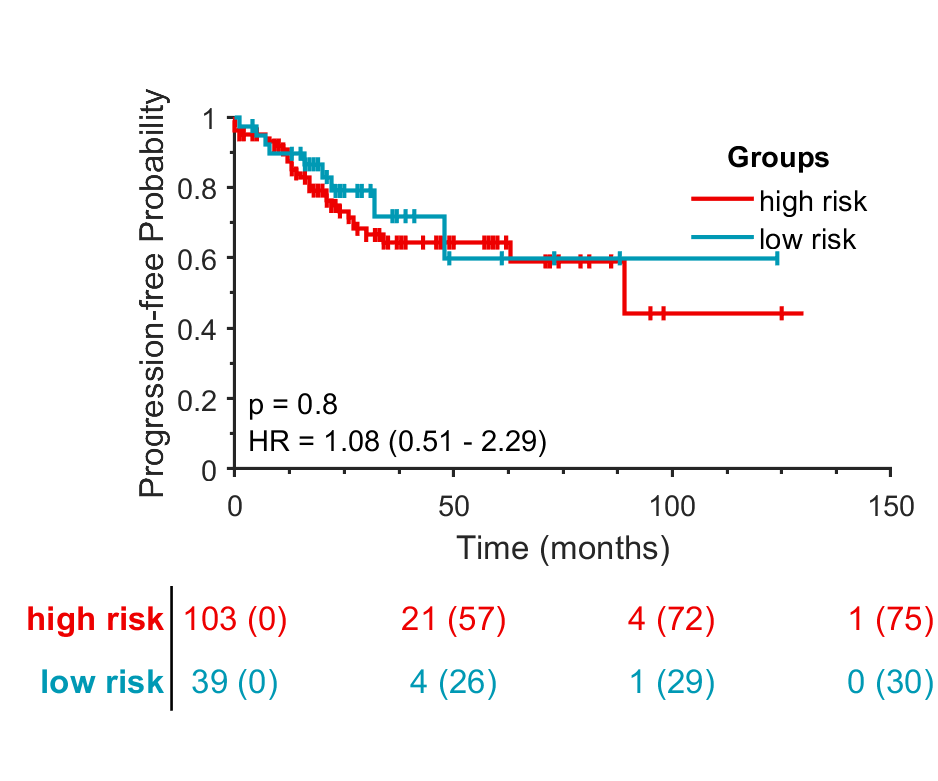 Progression-free Probability
1
0.8
0.6
0.4
0.2
0
Groups
high risk
low risk
p = 0.8
HR = 1.08 (0.51 - 2.29)
0 50 100 150
Time (months)
high risk 103 (0) 21 (57) 4 (72) 1 (75)
low risk 39 (0) 4 (26) 1 (29) 0 (30)